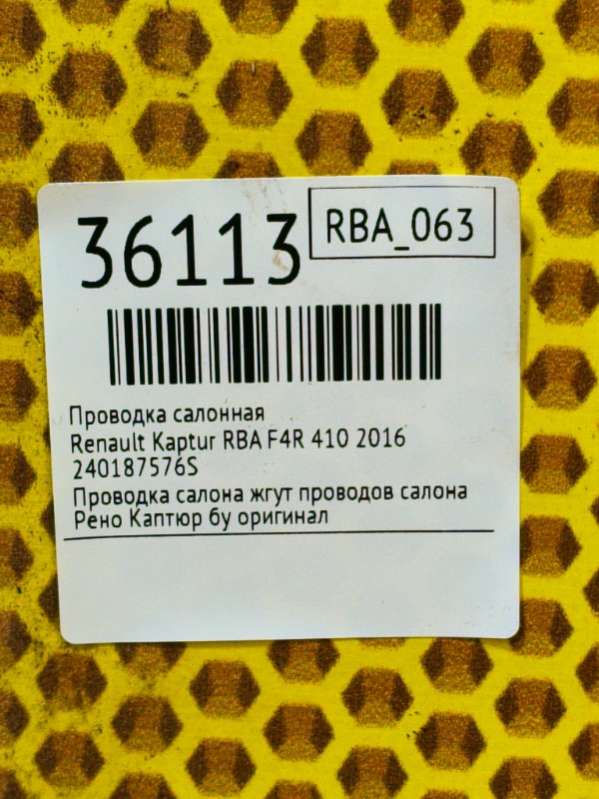 36113
RBA_063
Проводка салонная
Renault Kaptur RBA F4R 410 2016
240187576S
Проводка салона жгут проводов салона
Рено Каптюр бу оригинал